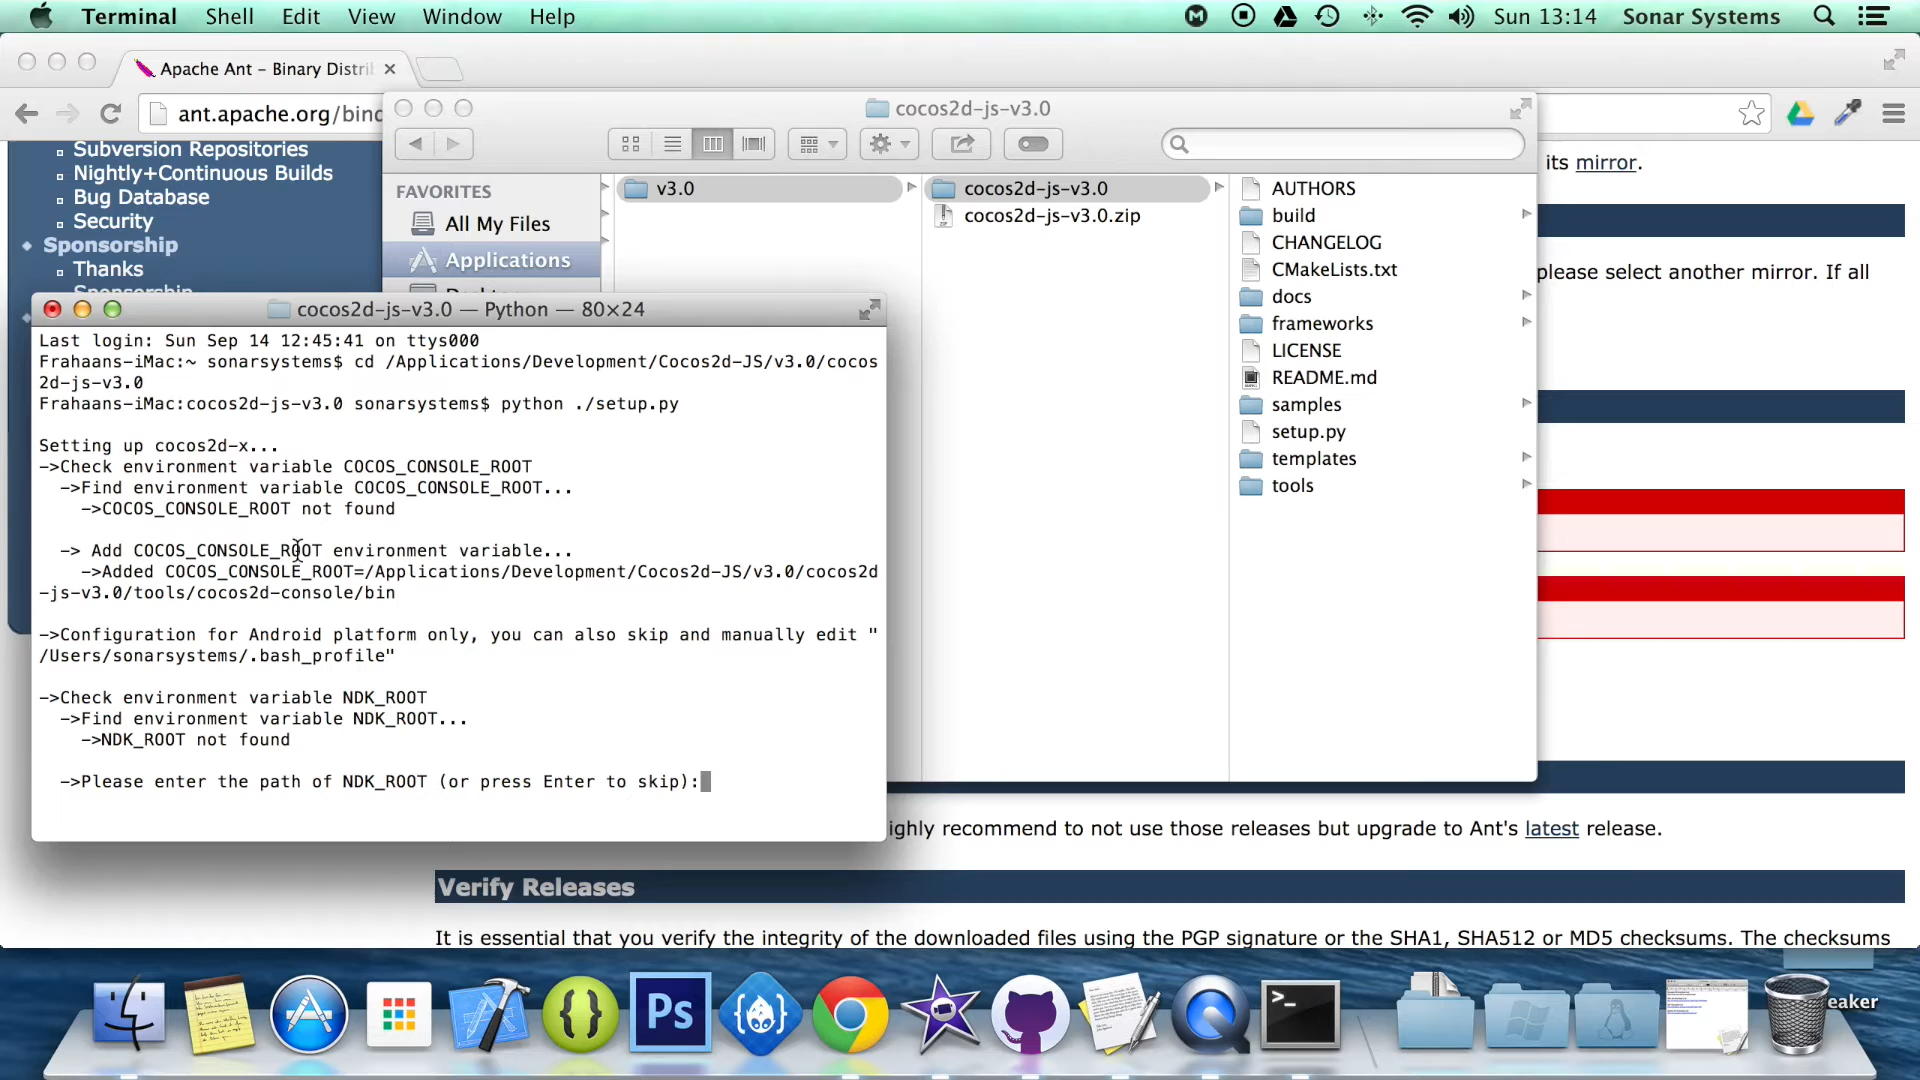 Terminal Shell Edit View Window Help Sun 13:14 Sonar Systems
Apache Ant – Binary Distri
ant.apache.org/bin
Subversion Repositories
Nightly+Continuous Builds
Bug Database
Security
Sponsorship
Thanks
Sponsorship
its mirror.
please select another mirror. If all
cocos2d-js-v3.0
FAVORITES
All My Files
Applications
v3.0
cocos2d-js-v3.0
cocos2d-js-v3.0.zip
AUTHORS
build
CHANGELOG
CMakeLists.txt
docs
frameworks
LICENSE
README.md
samples
setup.py
templates
tools
cocos2d-js-v3.0 — Python — 80×24
Last login: Sun Sep 14 12:45:41 on ttys000
Frahaans-iMac:~ sonarsystems$ cd /Applications/Development/Cocos2d-JS/v3.0/cocos
2d-js-v3.0
Frahaans-iMac:cocos2d-js-v3.0 sonarsystems$ python ./setup.py
Setting up cocos2d-x...
->Check environment variable COCOS_CONSOLE_ROOT
->Find environment variable COCOS_CONSOLE_ROOT...
->COCOS_CONSOLE_ROOT not found
-> Add COCOS_CONSOLE_ROOT environment variable...
->Added COCOS_CONSOLE_ROOT=/Applications/Development/Cocos2d-JS/v3.0/cocos2d
-js-v3.0/tools/cocos2d-console/bin
->Configuration for Android platform only, you can also skip and manually edit "
/Users/sonarsystems/.bash_profile"
->Check environment variable NDK_ROOT
->Find environment variable NDK_ROOT...
->NDK_ROOT not found
->Please enter the path of NDK_ROOT (or press Enter to skip):
ighly recommend to not use those releases but upgrade to Ant's latest release.
Verify Releases
It is essential that you verify the integrity of the downloaded files using the PGP signature or the SHA1, SHA512 or MD5 checksums. The checksums
Ps
eaker